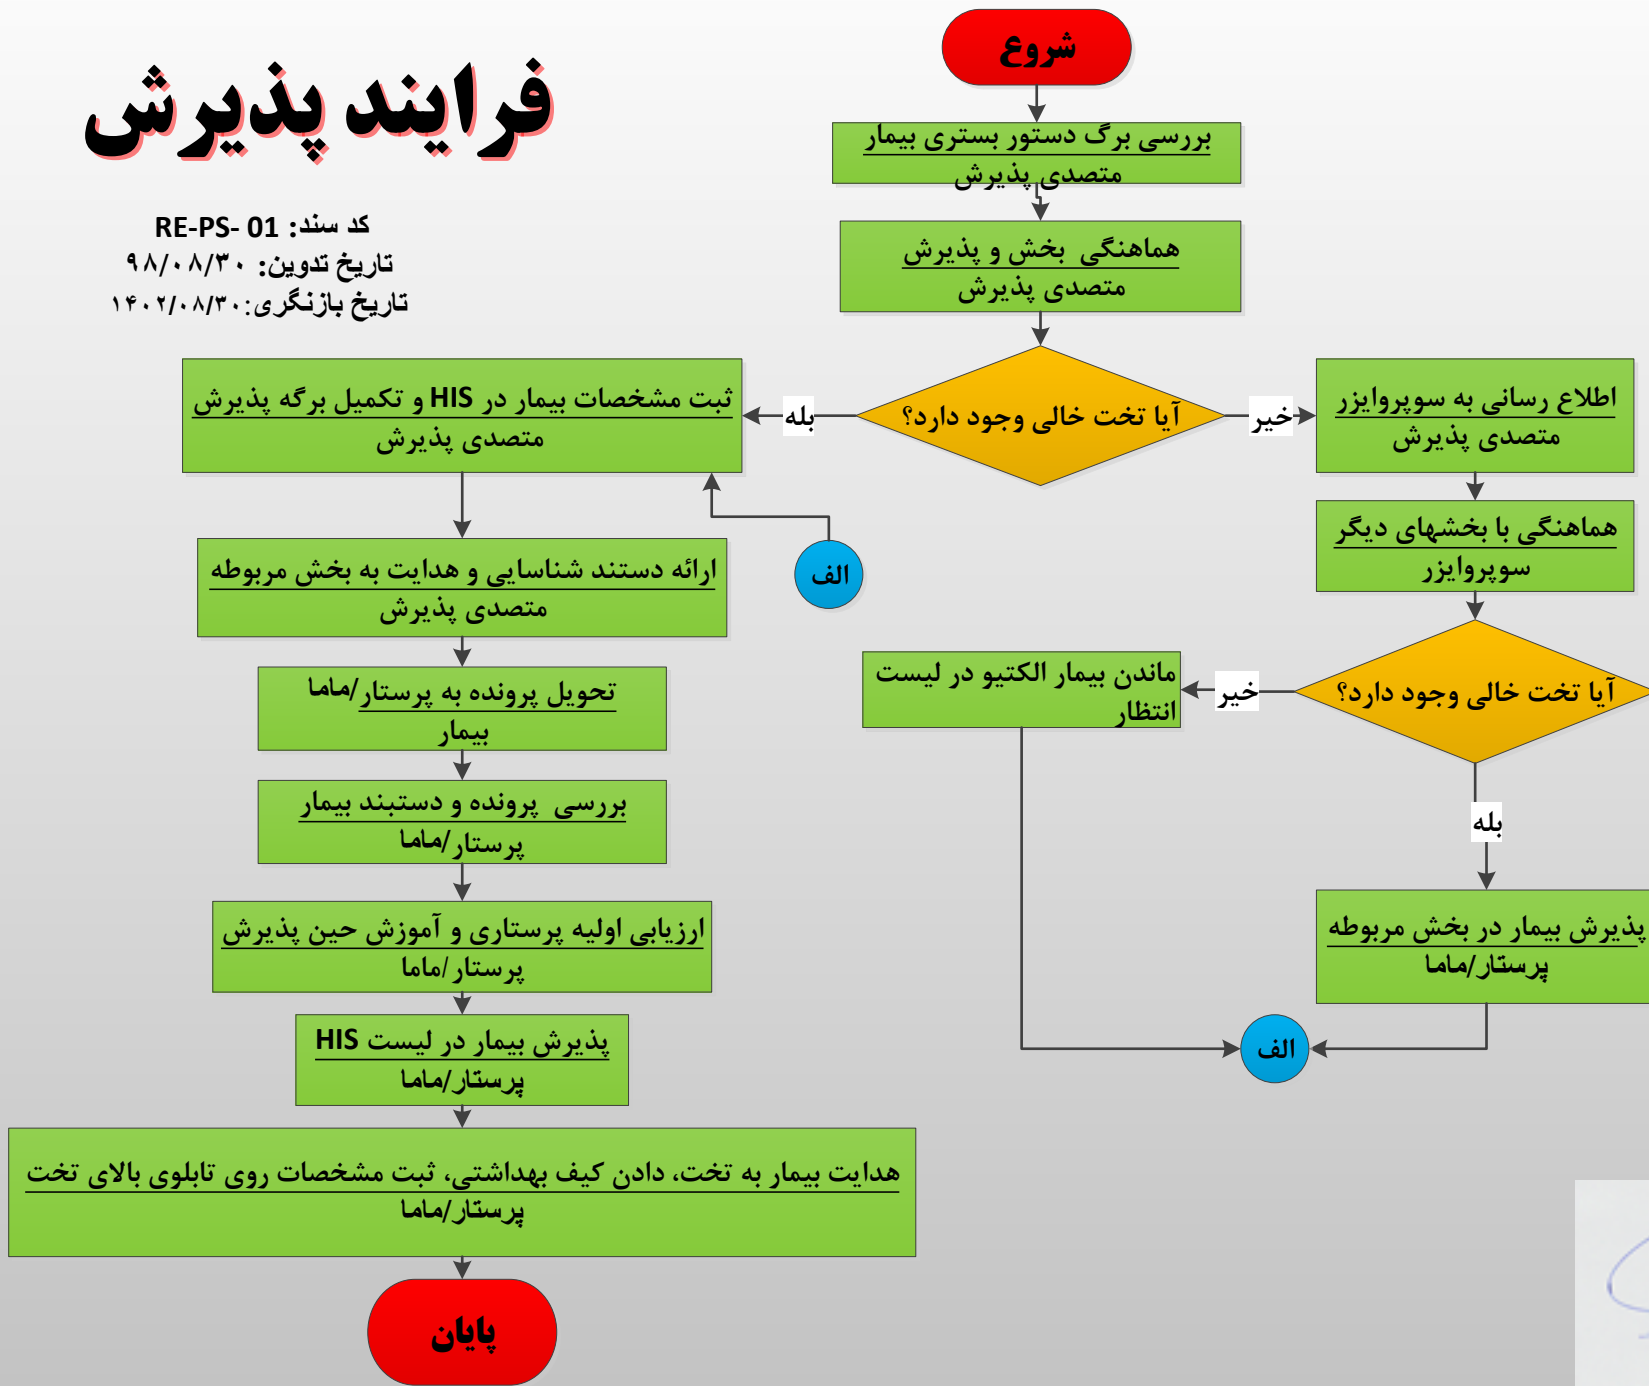 فرایند پذیرش
کد سند: RE-PS- 01
تاریخ تدوین: ۹۸/۰۸/۳۰
تاریخ بازنگری:۱۴۰۲/۰۸/۳۰
شروع
بررسی برگ دستور بستری بیمار
متصدی پذیرش
هماهنگی بخش و پذیرش
متصدی پذیرش
آیا تخت خالی وجود دارد؟
خیر
بله
اطلاع رسانی به سوپروایزر
متصدی پذیرش
هماهنگی با بخشهای دیگر
سوپروایزر
آیا تخت خالی وجود دارد؟
خیر
ماندن بیمار الکتیو در لیست
انتظار
بله
پذیرش بیمار در بخش مربوطه
پرستار/ماما
الف
ثبت مشخصات بیمار در HIS و تکمیل برگه پذیرش
متصدی پذیرش
الف
ارائه دستند شناسایی و هدایت به بخش مربوطه
متصدی پذیرش
تحویل پرونده به پرستار/ماما
بیمار
بررسی پرونده و دستبند بیمار
پرستار/ماما
ارزیابی اولیه پرستاری و آموزش حین پذیرش
پرستار/ماما
پذیرش بیمار در لیست HIS
پرستار/ماما
هدایت بیمار به تخت، دادن کیف بهداشتی، ثبت مشخصات روی تابلوی بالای تخت
پرستار/ماما
پایان